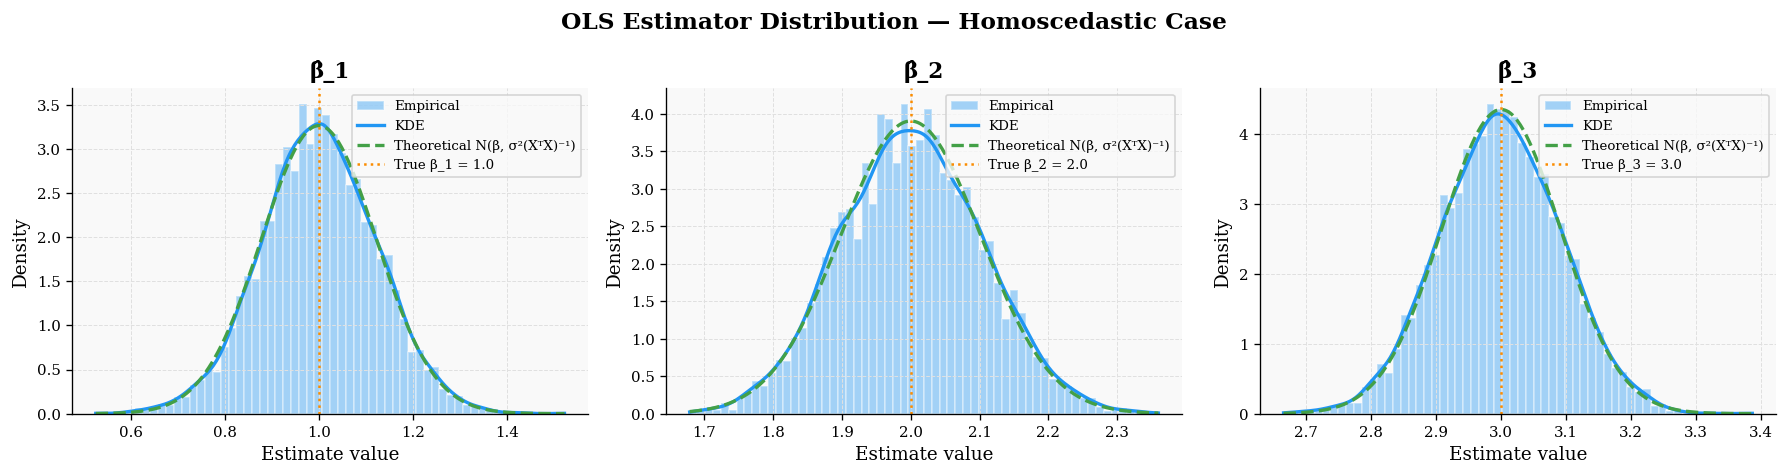 OLS Estimator Distribution — Homoscedastic Case
β_1
Density
3.5
3.0
2.5
2.0
1.5
1.0
0.5
0.0
Empirical
KDE
Theoretical N(β, σ²(XᵀX)⁻¹)
True β_1 = 1.0
0.6 0.8 1.0 1.2 1.4
Estimate value
β_2
Density
4.0
3.5
3.0
2.5
2.0
1.5
1.0
0.5
0.0
Empirical
KDE
Theoretical N(β, σ²(XᵀX)⁻¹)
True β_2 = 2.0
1.7 1.8 1.9 2.0 2.1 2.2 2.3
Estimate value
β_3
Density
4
3
2
1
0
Empirical
KDE
Theoretical N(β, σ²(XᵀX)⁻¹)
True β_3 = 3.0
2.7 2.8 2.9 3.0 3.1 3.2 3.3 3.4
Estimate value